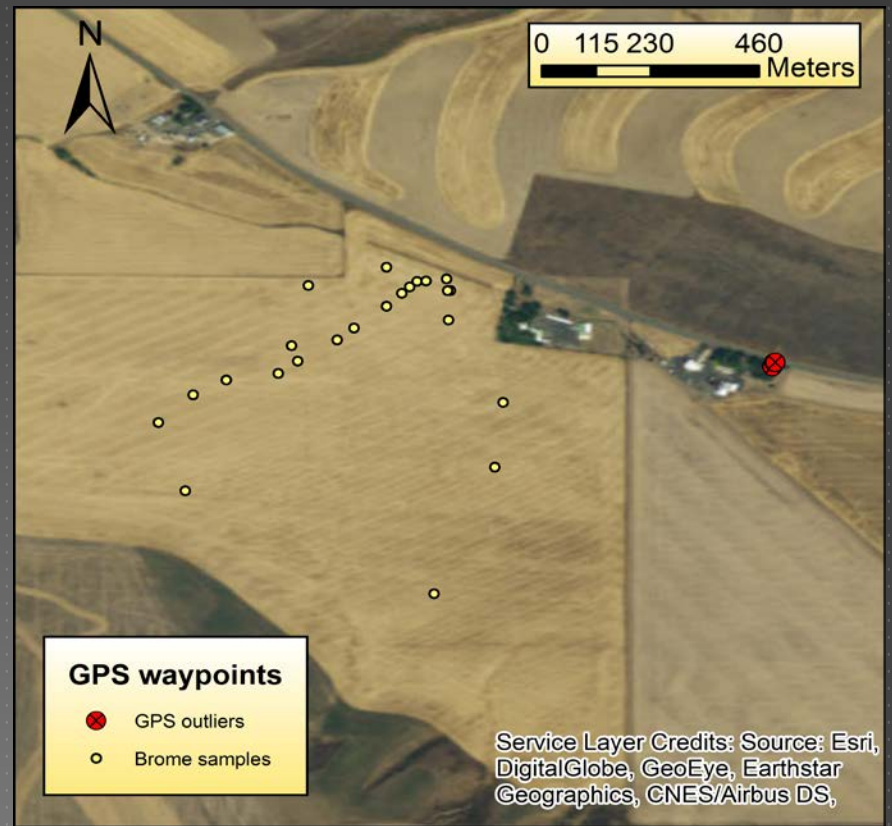 N
0 115 230 460
Meters
GPS waypoints
GPS outliers
Brome samples
Service Layer Credits: Source: Esri,
DigitalGlobe, GeoEye, Earthstar
Geographics, CNES/Airbus DS,